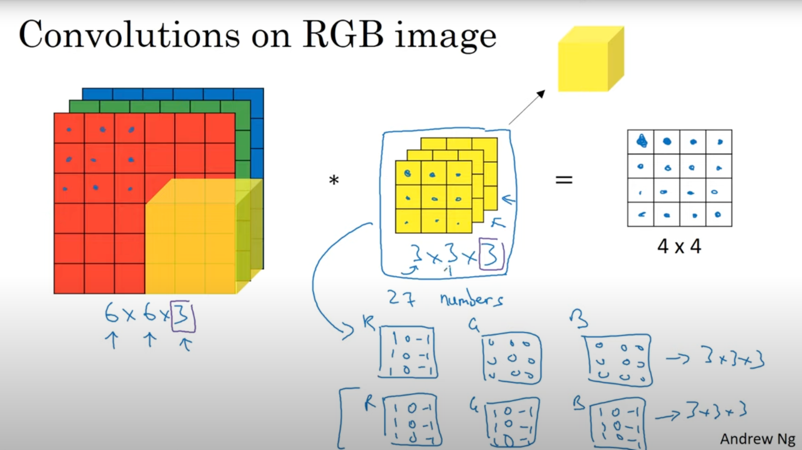 Convolutions on RGB image
*
=
3 × 3 × 3
4 x 4
6 × 6 × 3
27 numbers
R G B
1 0 -1 0 0 0 0 0 0
1 0 -1 0 0 0 0 0 0
1 0 -1 0 0 0 0 0 0
→ 3×3×3
R G B
1 0 -1 1 0 -1 1 0 -1
1 0 -1 1 0 -1 1 0 -1
1 0 -1 1 0 -1 1 0 -1
→ 3×3×3
Andrew Ng